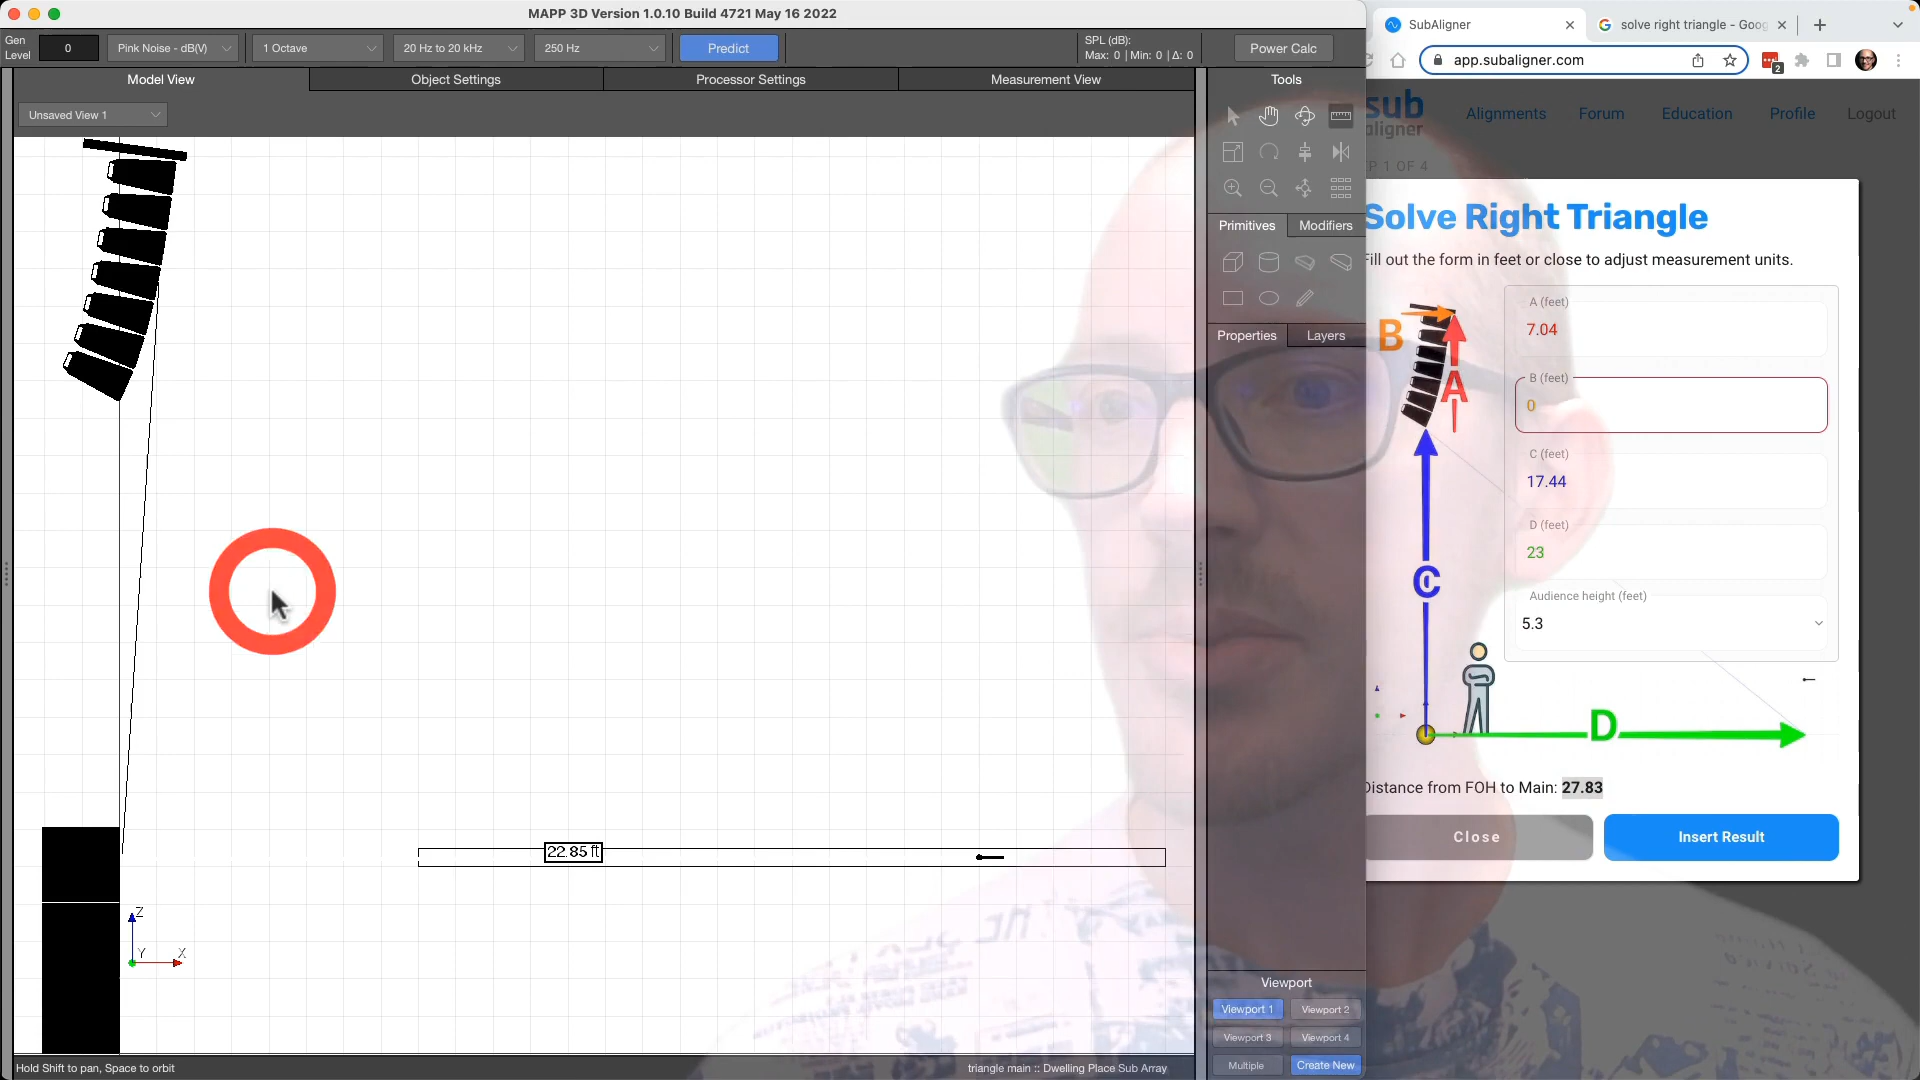 MAPP 3D Version 1.0.10 Build 4721 May 16 2022
Gen
Level
0
Pink Noise - dB(V)
1 Octave
20 Hz to 20 kHz
250 Hz
Predict
SPL (dB):
Max: 0 | Min: 0 | Δ: 0
Power Calc
Model View
Object Settings
Processor Settings
Measurement View
Tools
Unsaved View 1
Primitives
Modifiers
Properties
Layers
22.85 ft
Z
Y
X
Viewport
Viewport 1
Viewport 2
Viewport 3
Viewport 4
Multiple
Create New
Hold Shift to pan, Space to orbit
triangle main :: Dwelling Place Sub Array
SubAligner
solve right triangle - Goog
app.subaligner.com
2
sub
aligner
Alignments
Forum
Education
Profile
Logout
P 1 OF 4
Solve Right Triangle
Fill out the form in feet or close to adjust measurement units.
B
A
C
D
A (feet)
7.04
B (feet)
0
C (feet)
17.44
D (feet)
23
Audience height (feet)
5.3
Distance from FOH to Main: 27.83
Close
Insert Result